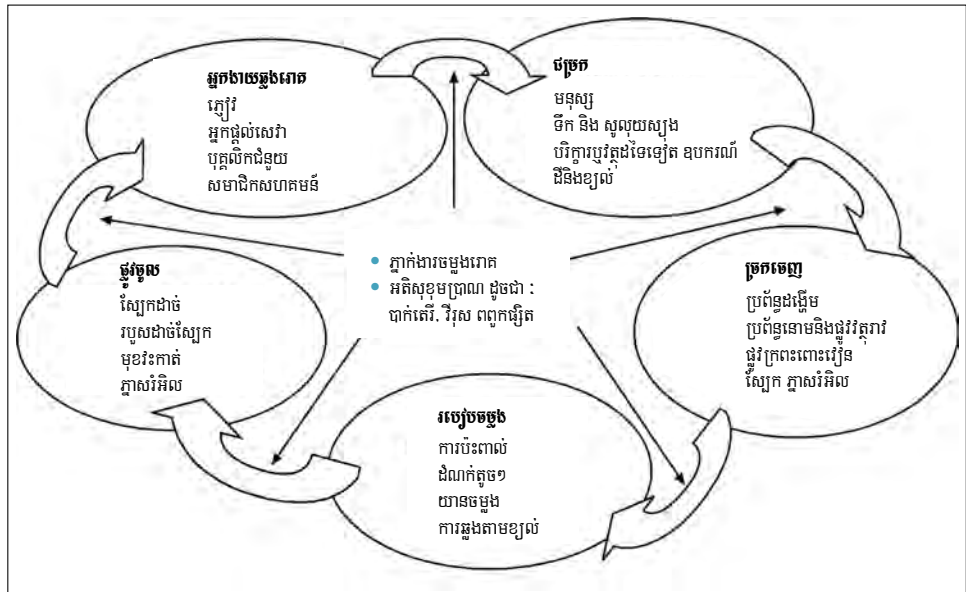 អ្នកងាយឆ្លងរោគ
ភ្ញៀវ
អ្នកផ្តល់សេវា
បុគ្គលិកជំនួយ
សមាជិកសហគមន៍
ជម្រក
មនុស្ស
ទឹក និង សូលុយស្យុង
បរិក្ខារឬវត្ថុដទៃទៀត ឧបករណ៍
ដីនិងខ្យល់
ច្រកចេញ
ប្រព័ន្ធដង្ហើម
ប្រព័ន្ធនោមនិងផ្លូវវត្ថុរាវ
ផ្លូវក្រពះពោះវៀន
ស្បែក ភ្នាសរំអិល
របៀបចម្លង
ការប៉ះពាល់
ដំណក់តូចៗ
យានចម្លង
ការឆ្លងតាមខ្យល់
ផ្លូវចូល
ស្បែកដាច់
របួសដាច់ស្បែក
មុខវះកាត់
ភ្នាសរំអិល
• ភ្នាក់ងារចម្លងរោគ
• អតិសុខុមប្រាណ ដូចជា :
បាក់តេរី. វីរុស ពពួកផ្សិត